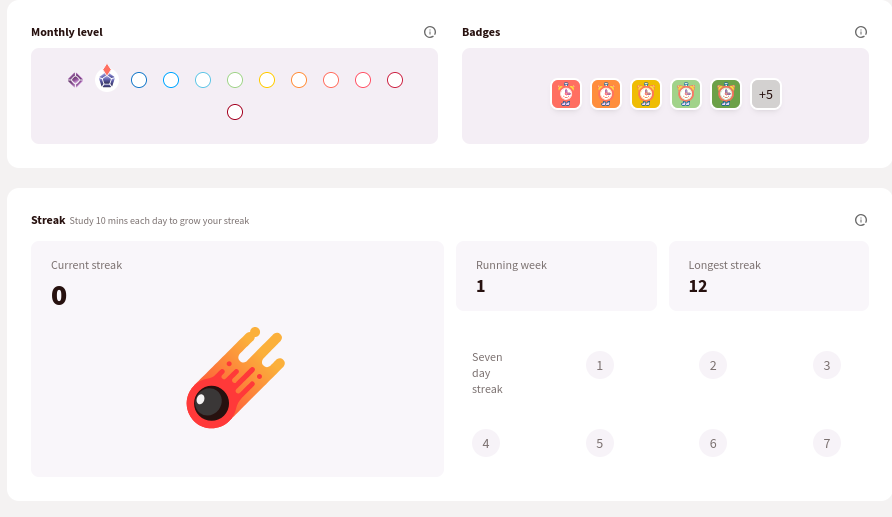 Monthly level
Badges
+5
Streak Study 10 mins each day to grow your streak
Current streak
0
Running week
1
Longest streak
12
Seven
day
streak
1
2
3
4
5
6
7